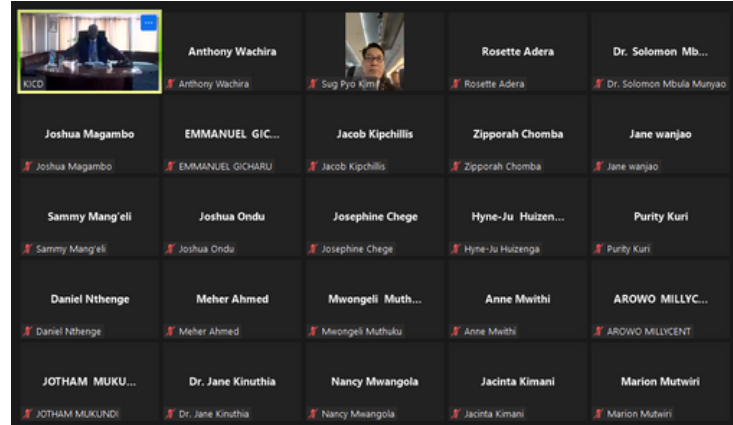 KICD
Anthony Wachira
Anthony Wachira
Sug Pyo Kim
Rosette Adera
Rosette Adera
Dr. Solomon Mb...
Dr. Solomon Mbula Munyao
Joshua Magambo
Joshua Magambo
EMMANUEL GIC...
EMMANUEL GICHARU
Jacob Kipchillis
Jacob Kipchillis
Zipporah Chomba
Zipporah Chomba
Jane wanjao
Jane wanjao
Sammy Mang'eli
Sammy Mang'eli
Joshua Ondu
Joshua Ondu
Josephine Chege
Josephine Chege
Hyne-Ju Huizen...
Hyne-Ju Huizenga
Purity Kuri
Purity Kuri
Daniel Nthenge
Daniel Nthenge
Meher Ahmed
Meher Ahmed
Mwongeli Muth...
Mwongeli Muthuku
Anne Mwithi
Anne Mwithi
AROWO MILLYC...
AROWO MILLYCENT
JOTHAM MUKU...
JOTHAM MUKUNDI
Dr. Jane Kinuthia
Dr. Jane Kinuthia
Nancy Mwangola
Nancy Mwangola
Jacinta Kimani
Jacinta Kimani
Marion Mutwiri
Marion Mutwiri